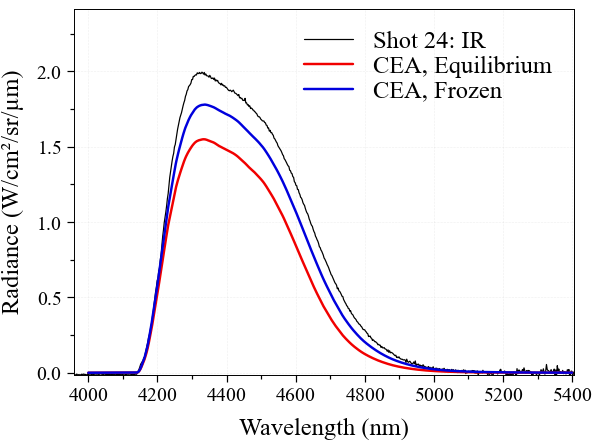 Shot 24: IR
CEA, Equilibrium
CEA, Frozen
Radiance (W/cm²/sr/μm)
2.0
1.5
1.0
0.5
0.0
4000 4200 4400 4600 4800 5000 5200 5400
Wavelength (nm)